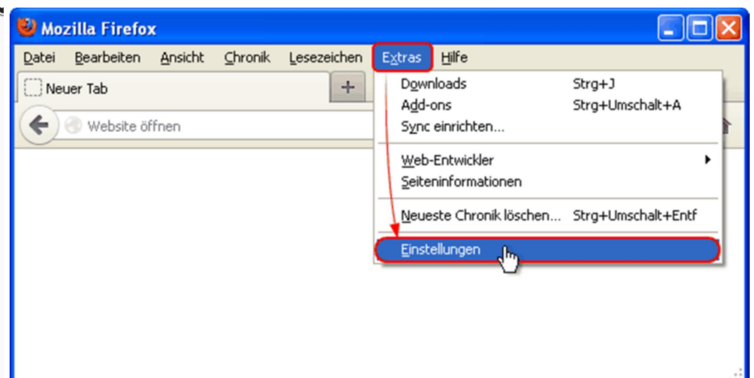 Mozilla Firefox
Datei Bearbeiten Ansicht Chronik Lesezeichen Extras Hilfe
Neuer Tab +
Website öffnen
Downloads Strg+J
Add-ons Strg+Umschalt+A
Sync einrichten...
Web-Entwickler
Seiteninformationen
Neueste Chronik löschen... Strg+Umschalt+Entf
Einstellungen